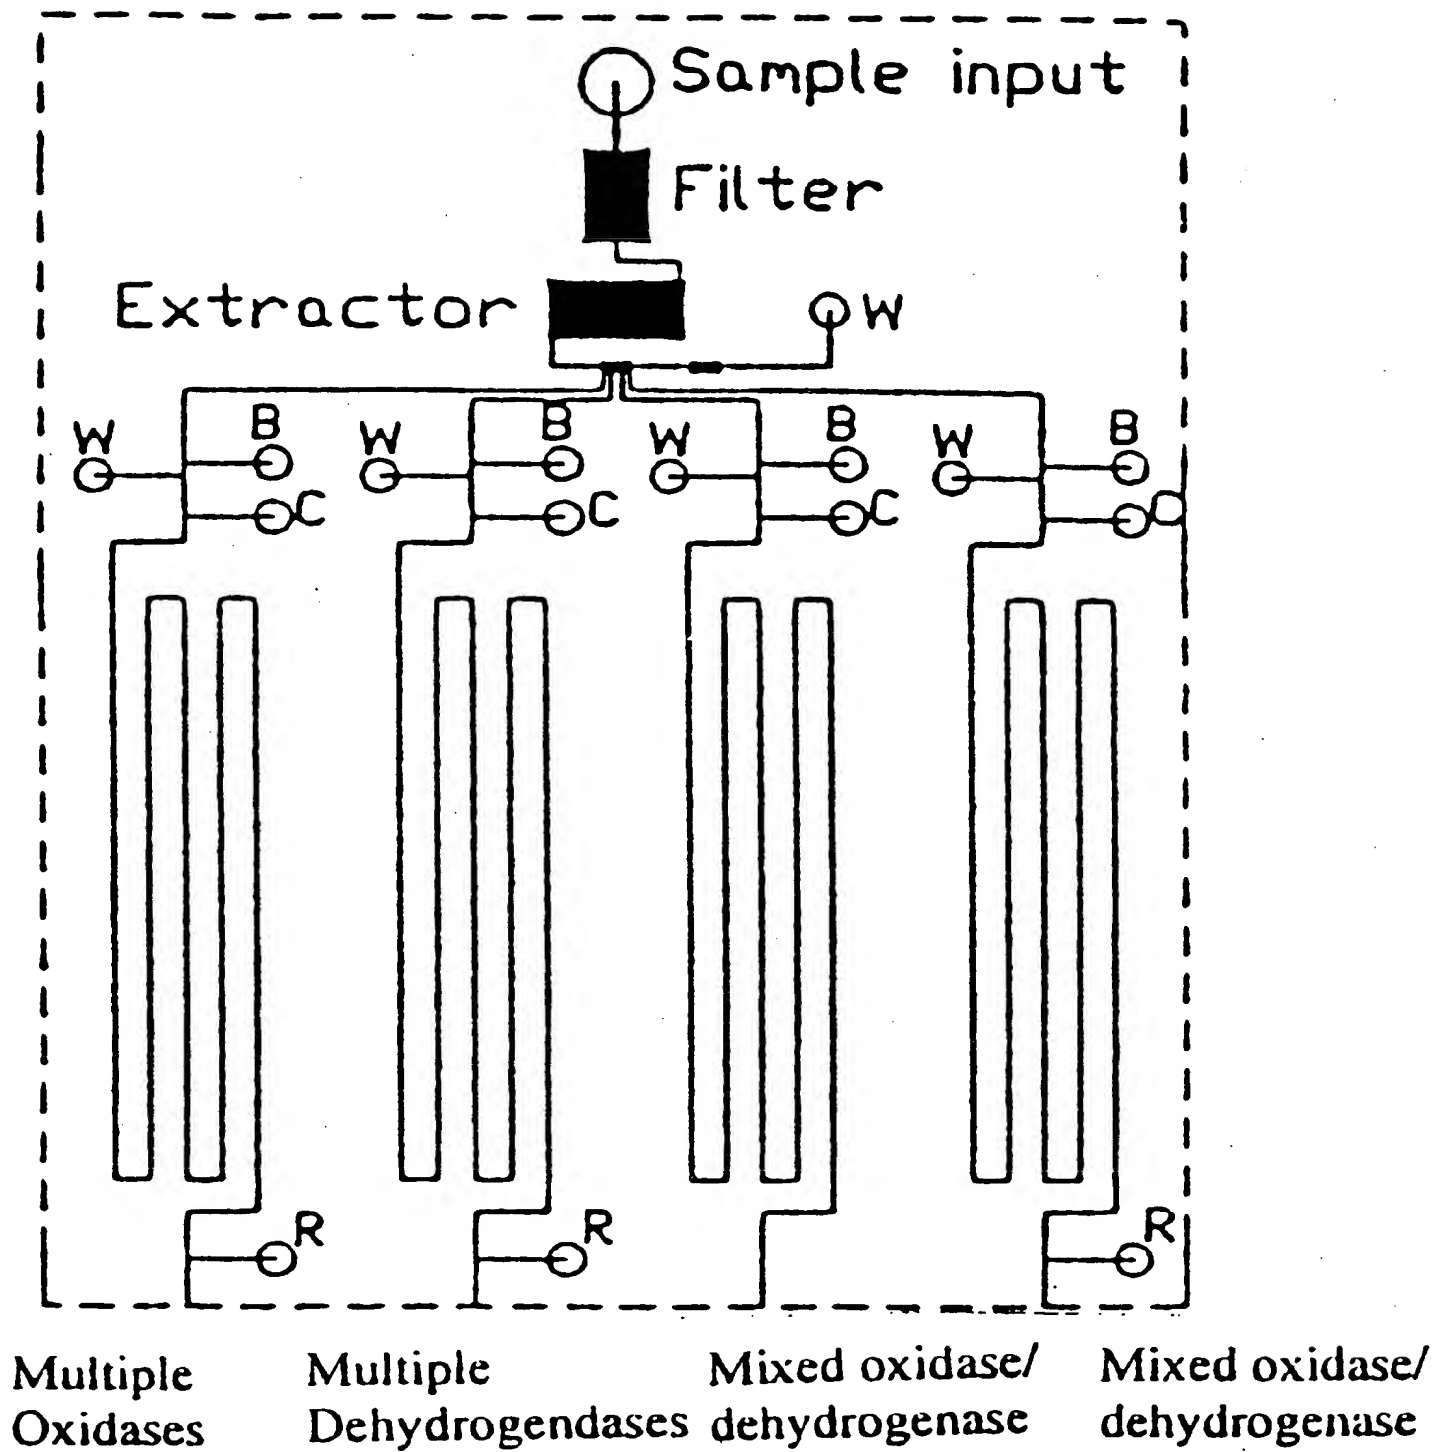 Sample input
Filter
Extractor
W
W B W B W B W B
C C C C
R R R
Multiple Oxidases
Multiple Dehydrogendases
Mixed oxidase/ dehydrogenase
Mixed oxidase/ dehydrogenase